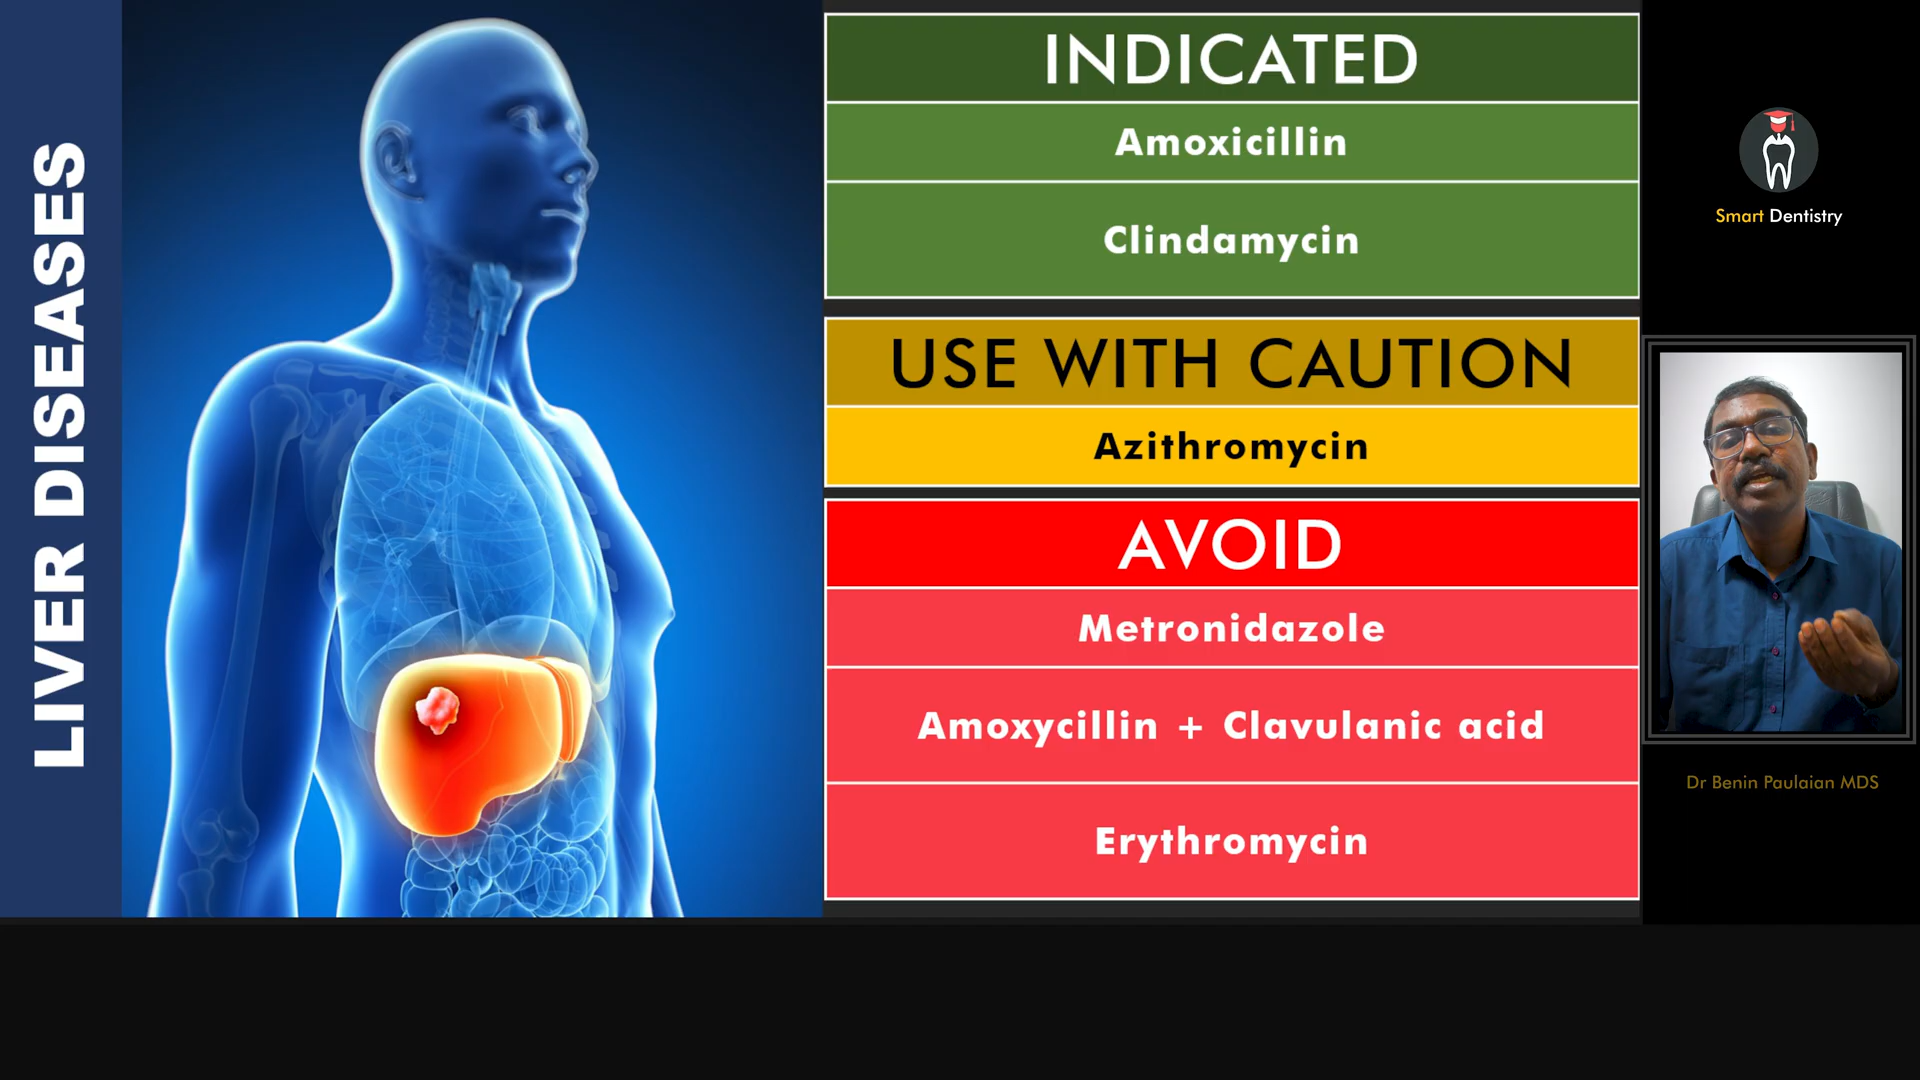 LIVER DISEASES
INDICATED
Amoxicillin
Clindamycin
USE WITH CAUTION
Azithromycin
AVOID
Metronidazole
Amoxycillin + Clavulanic acid
Erythromycin
Smart Dentistry
Dr Benin Paulaian MDS